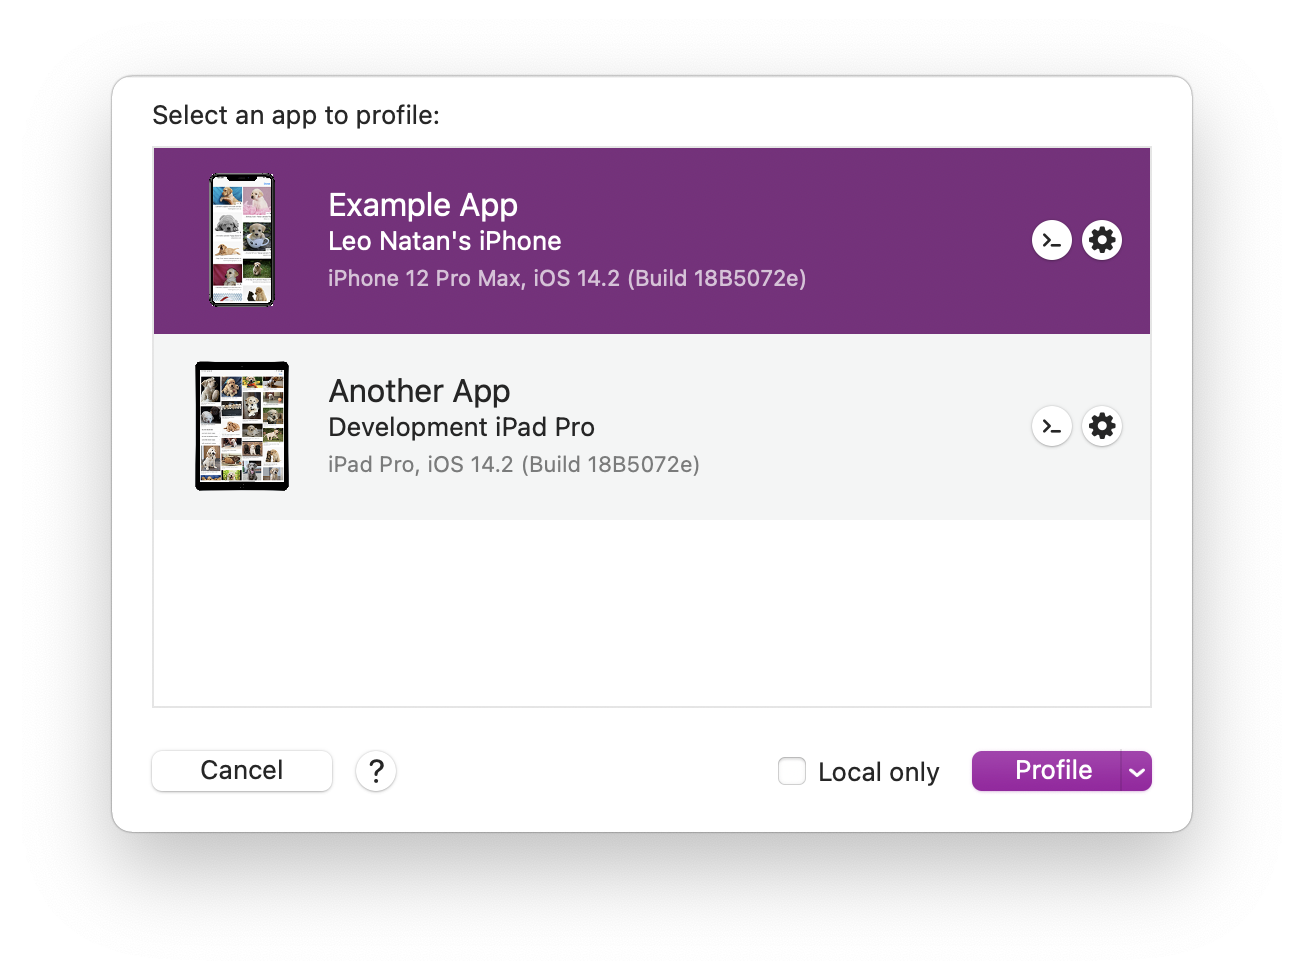 Select an app to profile:
Example App
Leo Natan's iPhone
iPhone 12 Pro Max, iOS 14.2 (Build 18B5072e)
Another App
Development iPad Pro
iPad Pro, iOS 14.2 (Build 18B5072e)
Cancel
?
Local only
Profile